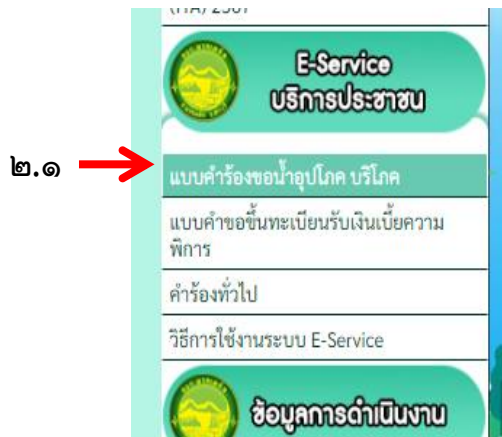 (ITA) 2567
E-Service
บริการประชาชน
๒.๑
แบบคำร้องขอน้ำอุปโภค บริโภค
แบบคำขอขึ้นทะเบียนรับเงินเบี้ยความ
พิการ
คำร้องทั่วไป
วิธีการใช้งานระบบ E-Service
ข้อมูลการดำเนินงาน